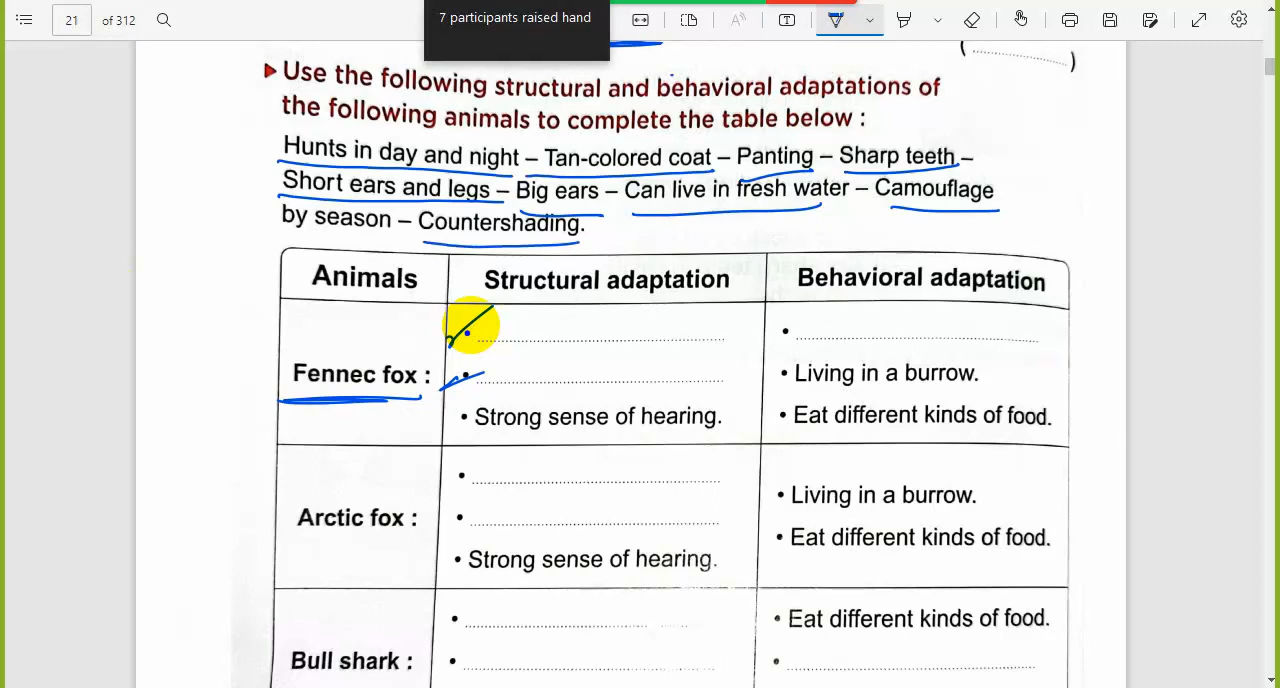 21 of 312
7 participants raised hand
(....................)
Use the following structural and behavioral adaptations of
the following animals to complete the table below :
Hunts in day and night – Tan-colored coat – Panting – Sharp teeth –
Short ears and legs – Big ears – Can live in fresh water – Camouflage
by season – Countershading.
Animals Structural adaptation Behavioral adaptation
Fennec fox :
• ....................
• ....................
• Strong sense of hearing.
• ....................
• Living in a burrow.
• Eat different kinds of food.
Arctic fox :
• ....................
• ....................
• Strong sense of hearing.
• Living in a burrow.
• Eat different kinds of food.
Bull shark :
• ....................
• ....................
• Eat different kinds of food.
• ....................